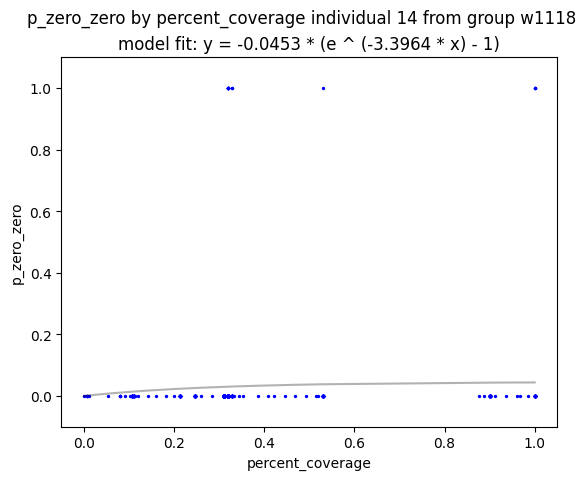 p_zero_zero by percent_coverage individual 14 from group w1118
model fit: y = -0.0453 * (e ^ (-3.3964 * x) - 1)
1.0
0.8
0.6
0.4
0.2
0.0
p_zero_zero
0.0 0.2 0.4 0.6 0.8 1.0
percent_coverage